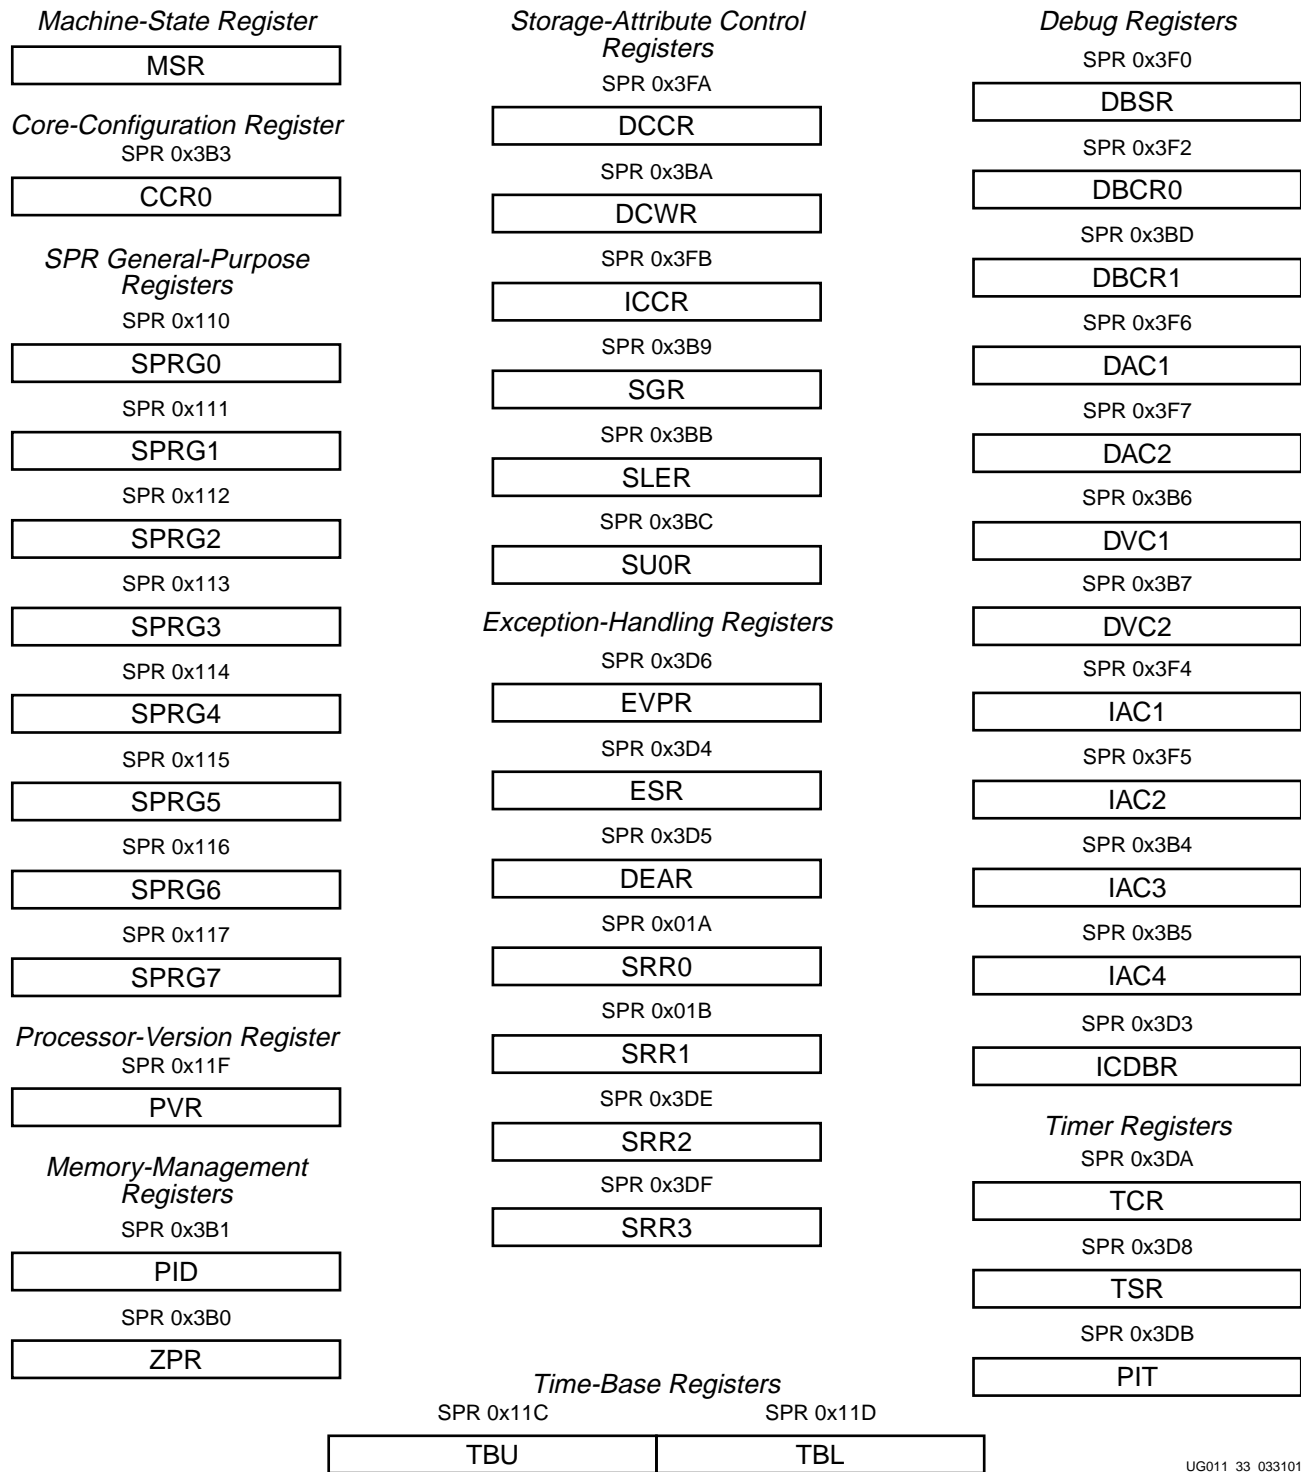 Machine-State Register
MSR
Core-Configuration Register
SPR 0x3B3
CCR0
SPR General-Purpose
Registers
SPR 0x110
SPRG0
SPR 0x111
SPRG1
SPR 0x112
SPRG2
SPR 0x113
SPRG3
SPR 0x114
SPRG4
SPR 0x115
SPRG5
SPR 0x116
SPRG6
SPR 0x117
SPRG7
Processor-Version Register
SPR 0x11F
PVR
Memory-Management
Registers
SPR 0x3B1
PID
SPR 0x3B0
ZPR
Storage-Attribute Control
Registers
SPR 0x3FA
DCCR
SPR 0x3BA
DCWR
SPR 0x3FB
ICCR
SPR 0x3B9
SGR
SPR 0x3BB
SLER
SPR 0x3BC
SU0R
Exception-Handling Registers
SPR 0x3D6
EVPR
SPR 0x3D4
ESR
SPR 0x3D5
DEAR
SPR 0x01A
SRR0
SPR 0x01B
SRR1
SPR 0x3DE
SRR2
SPR 0x3DF
SRR3
Debug Registers
SPR 0x3F0
DBSR
SPR 0x3F2
DBCR0
SPR 0x3BD
DBCR1
SPR 0x3F6
DAC1
SPR 0x3F7
DAC2
SPR 0x3B6
DVC1
SPR 0x3B7
DVC2
SPR 0x3F4
IAC1
SPR 0x3F5
IAC2
SPR 0x3B4
IAC3
SPR 0x3B5
IAC4
SPR 0x3D3
ICDBR
Timer Registers
SPR 0x3DA
TCR
SPR 0x3D8
TSR
SPR 0x3DB
PIT
Time-Base Registers
SPR 0x11C SPR 0x11D
TBU TBL
UG011_33_033101